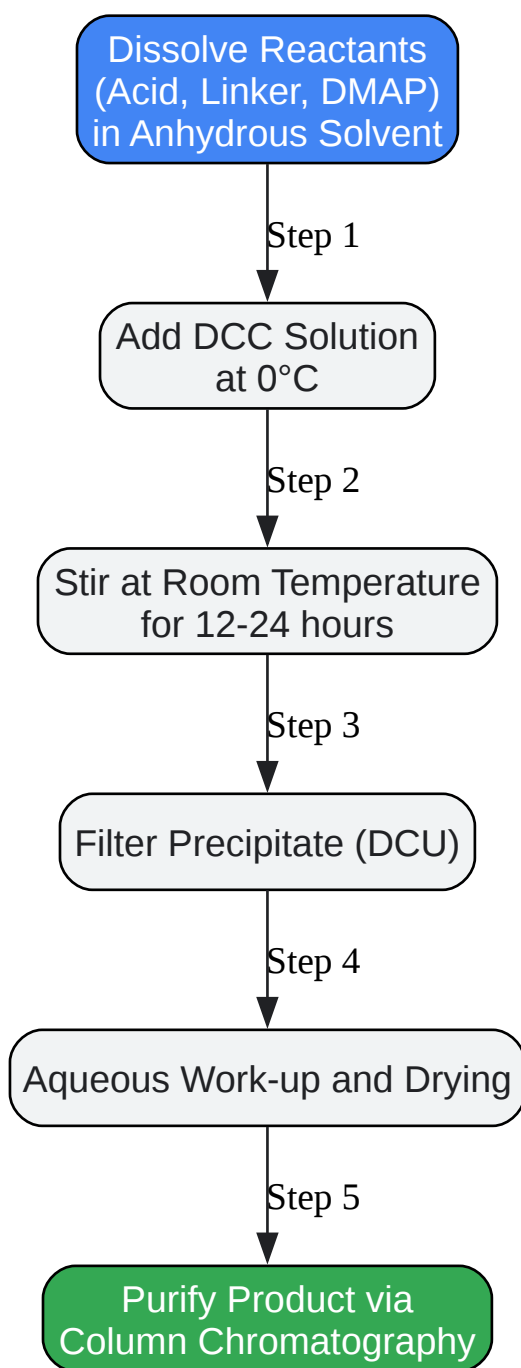 Dissolve Reactants
(Acid, Linker, DMAP)
in Anhydrous Solvent
Step 1
Add DCC Solution
at 0°C
Step 2
Stir at Room Temperature
for 12-24 hours
Step 3
Filter Precipitate (DCU)
Step 4
Aqueous Work-up and Drying
Step 5
Purify Product via
Column Chromatography